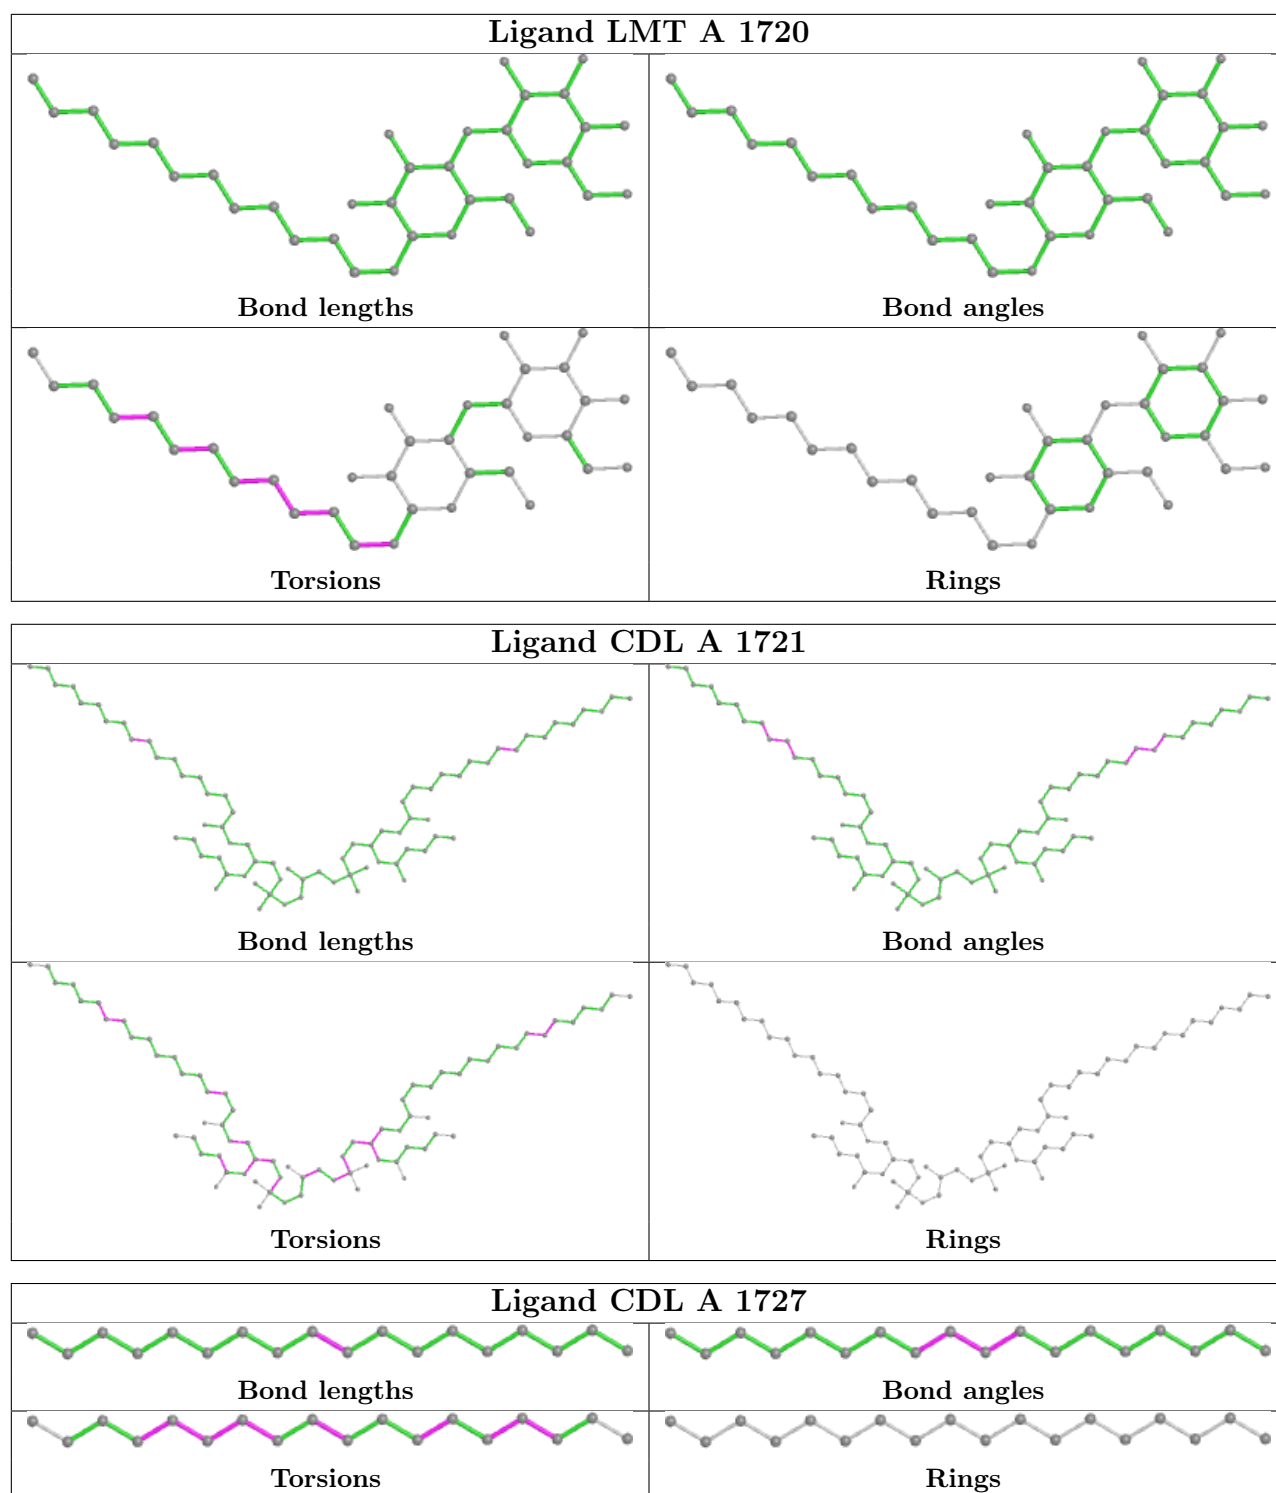 Ligand LMT A 1720
Bond lengths
Bond angles
Torsions
Rings
Ligand CDL A 1721
Bond lengths
Bond angles
Torsions
Rings
Ligand CDL A 1727
Bond lengths
Bond angles
Torsions
Rings